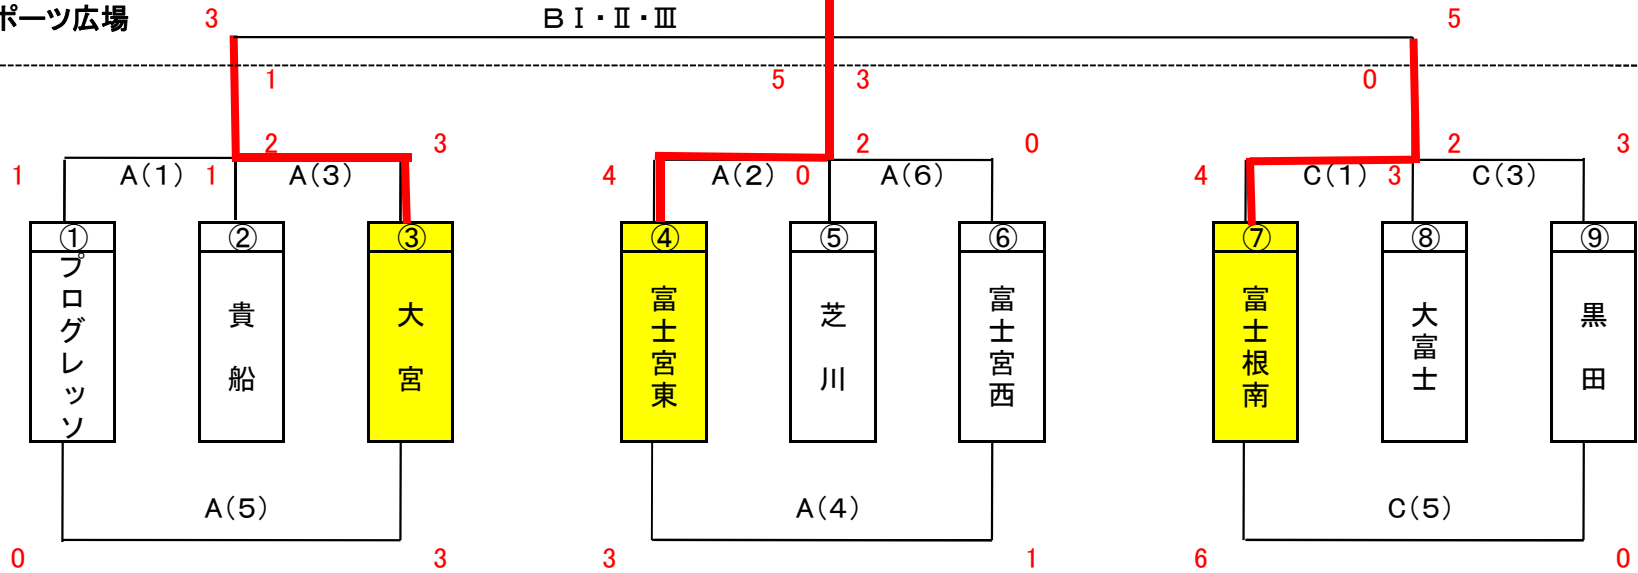 ポーツ広場 3 BⅠ・Ⅱ・Ⅲ 5
1 5 3 0
2 3 2 0 2 3
1 A(1) 1 A(3) 4 A(2) 0 A(6) 4 C(1) 3 C(3)
① ② ③ ④ ⑤ ⑥ ⑦ ⑧ ⑨
プログレッソ
貴船
大宮
富士宮東
芝川
富士宮西
富士根南
大富士
黒田
A(5) A(4) C(5)
0 3 3 1 6 0